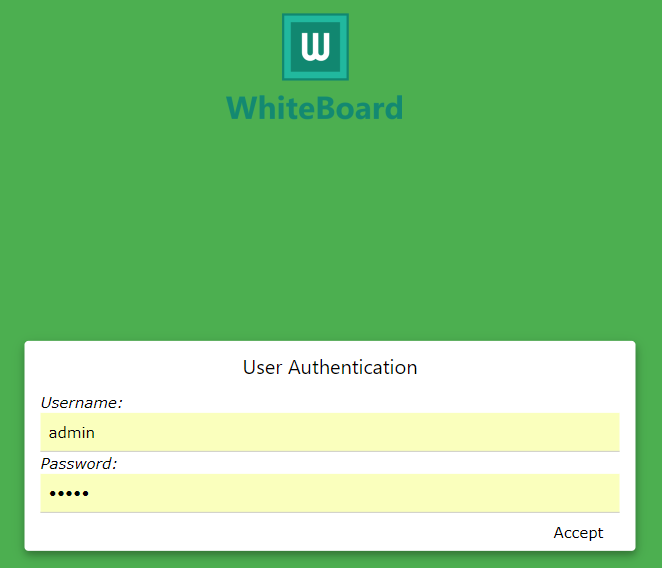 W
WhiteBoard
User Authentication
Username:
admin
Password:
•••••
Accept